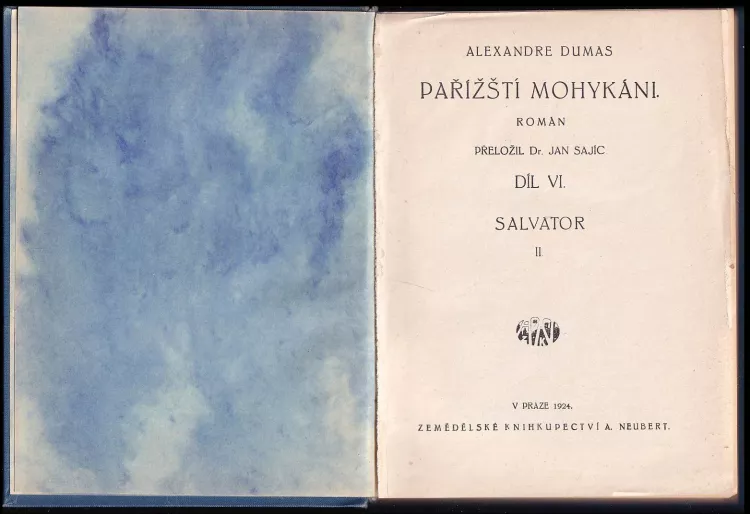 ALEXANDRE DUMAS
PAŘÍŽŠTÍ MOHYKÁNI.
ROMÁN
PŘELOŽIL Dr. JAN SAJÍC
DÍL VI.
SALVATOR
II
V PRAZE 1924.
ZEMĚDĚLSKÉ KNIHKUPECTVÍ A. NEUBERT.